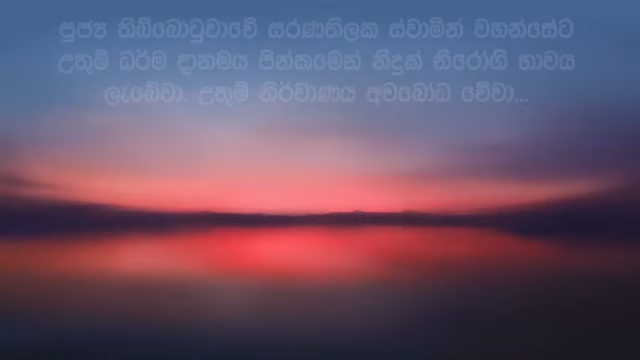 පූජ්‍ය තිබ්බොටුවාවේ සරණතිලක ස්වාමින් වහන්සේට
උතුම් ධර්ම දානමය පින්කමෙන් නිදුක් නීරෝගි භාවය
ලැබේවා. උතුම් නිර්වාණය අවබෝධ වේවා...